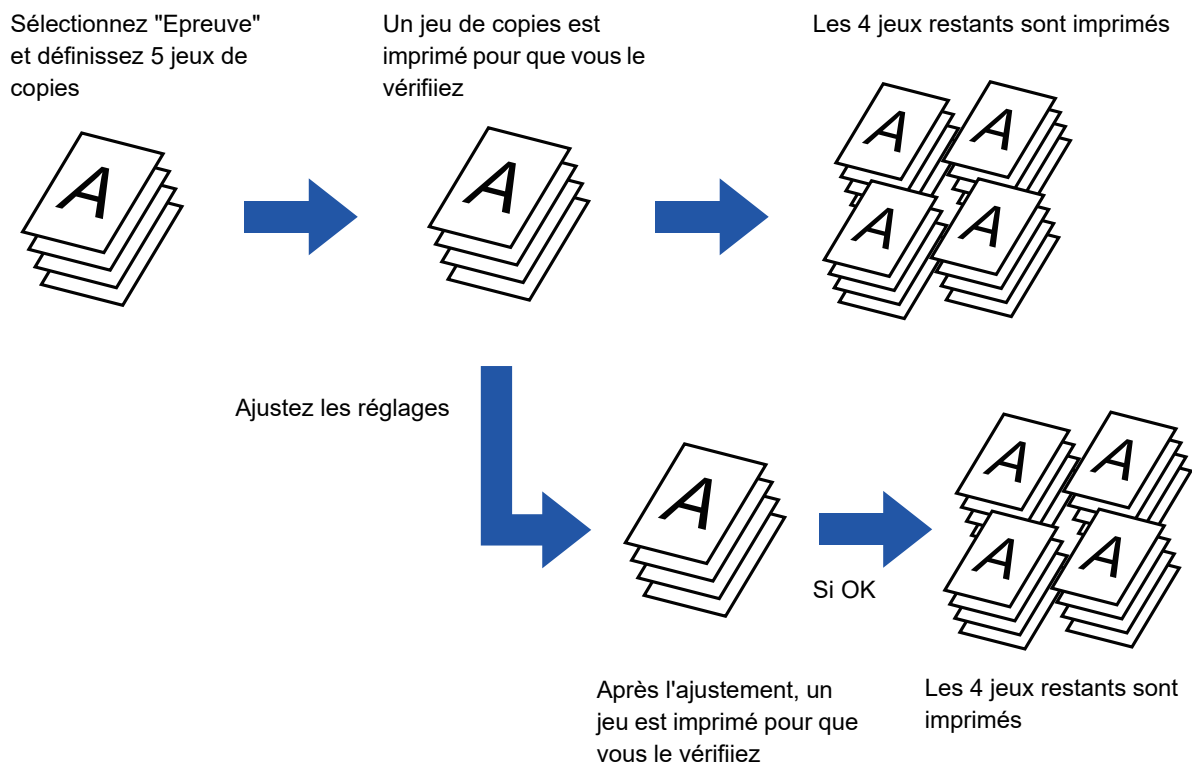 Sélectionnez "Epreuve"
et définissez 5 jeux de
copies
Un jeu de copies est
imprimé pour que vous le
vérifiiez
Les 4 jeux restants sont imprimés
A
A
A
A
A
A
Ajustez les réglages
A
Si OK
A
A
A
A
Après l'ajustement, un
jeu est imprimé pour que
vous le vérifiiez
Les 4 jeux restants sont
imprimés